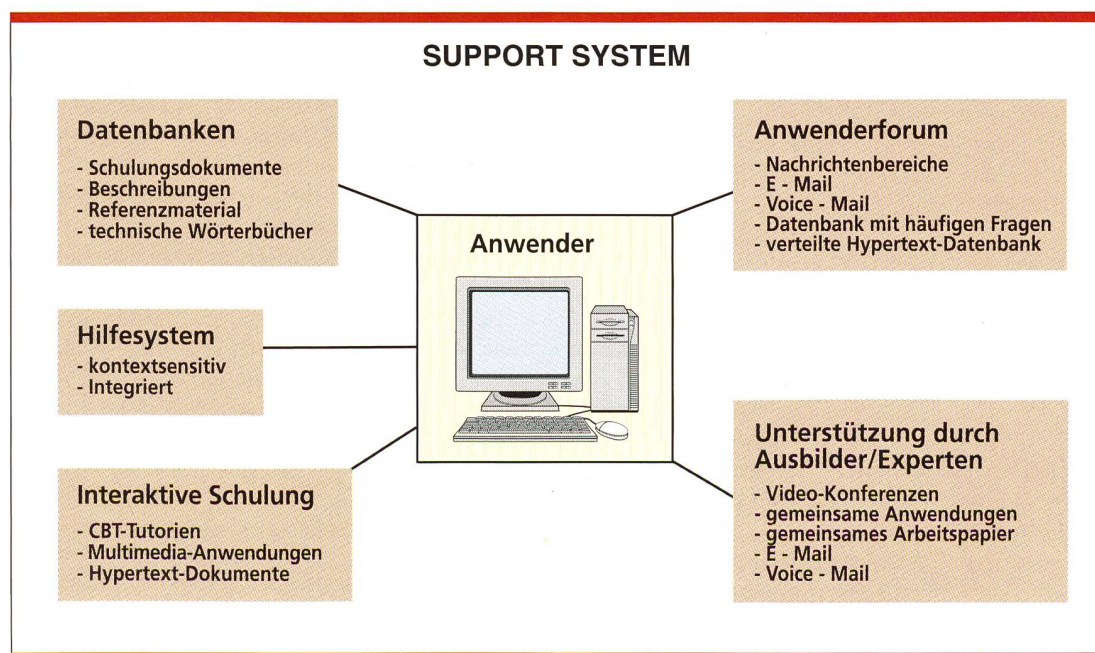 SUPPORT SYSTEM
Datenbanken
- Schulungsdokumente
- Beschreibungen
- Referenzmaterial
- technische Wörterbücher
Hilfesystem
- kontextsensitiv
- Integriert
Interaktive Schulung
- CBT-Tutorien
- Multimedia-Anwendungen
- Hypertext-Dokumente
Anwender
Anwenderforum
- Nachrichtenbereiche
- E - Mail
- Voice - Mail
- Datenbank mit häufigen Fragen
- verteilte Hypertext-Datenbank
Unterstützung durch
Ausbilder/Experten
- Video-Konferenzen
- gemeinsame Anwendungen
- gemeinsames Arbeitspapier
- E - Mail
- Voice - Mail